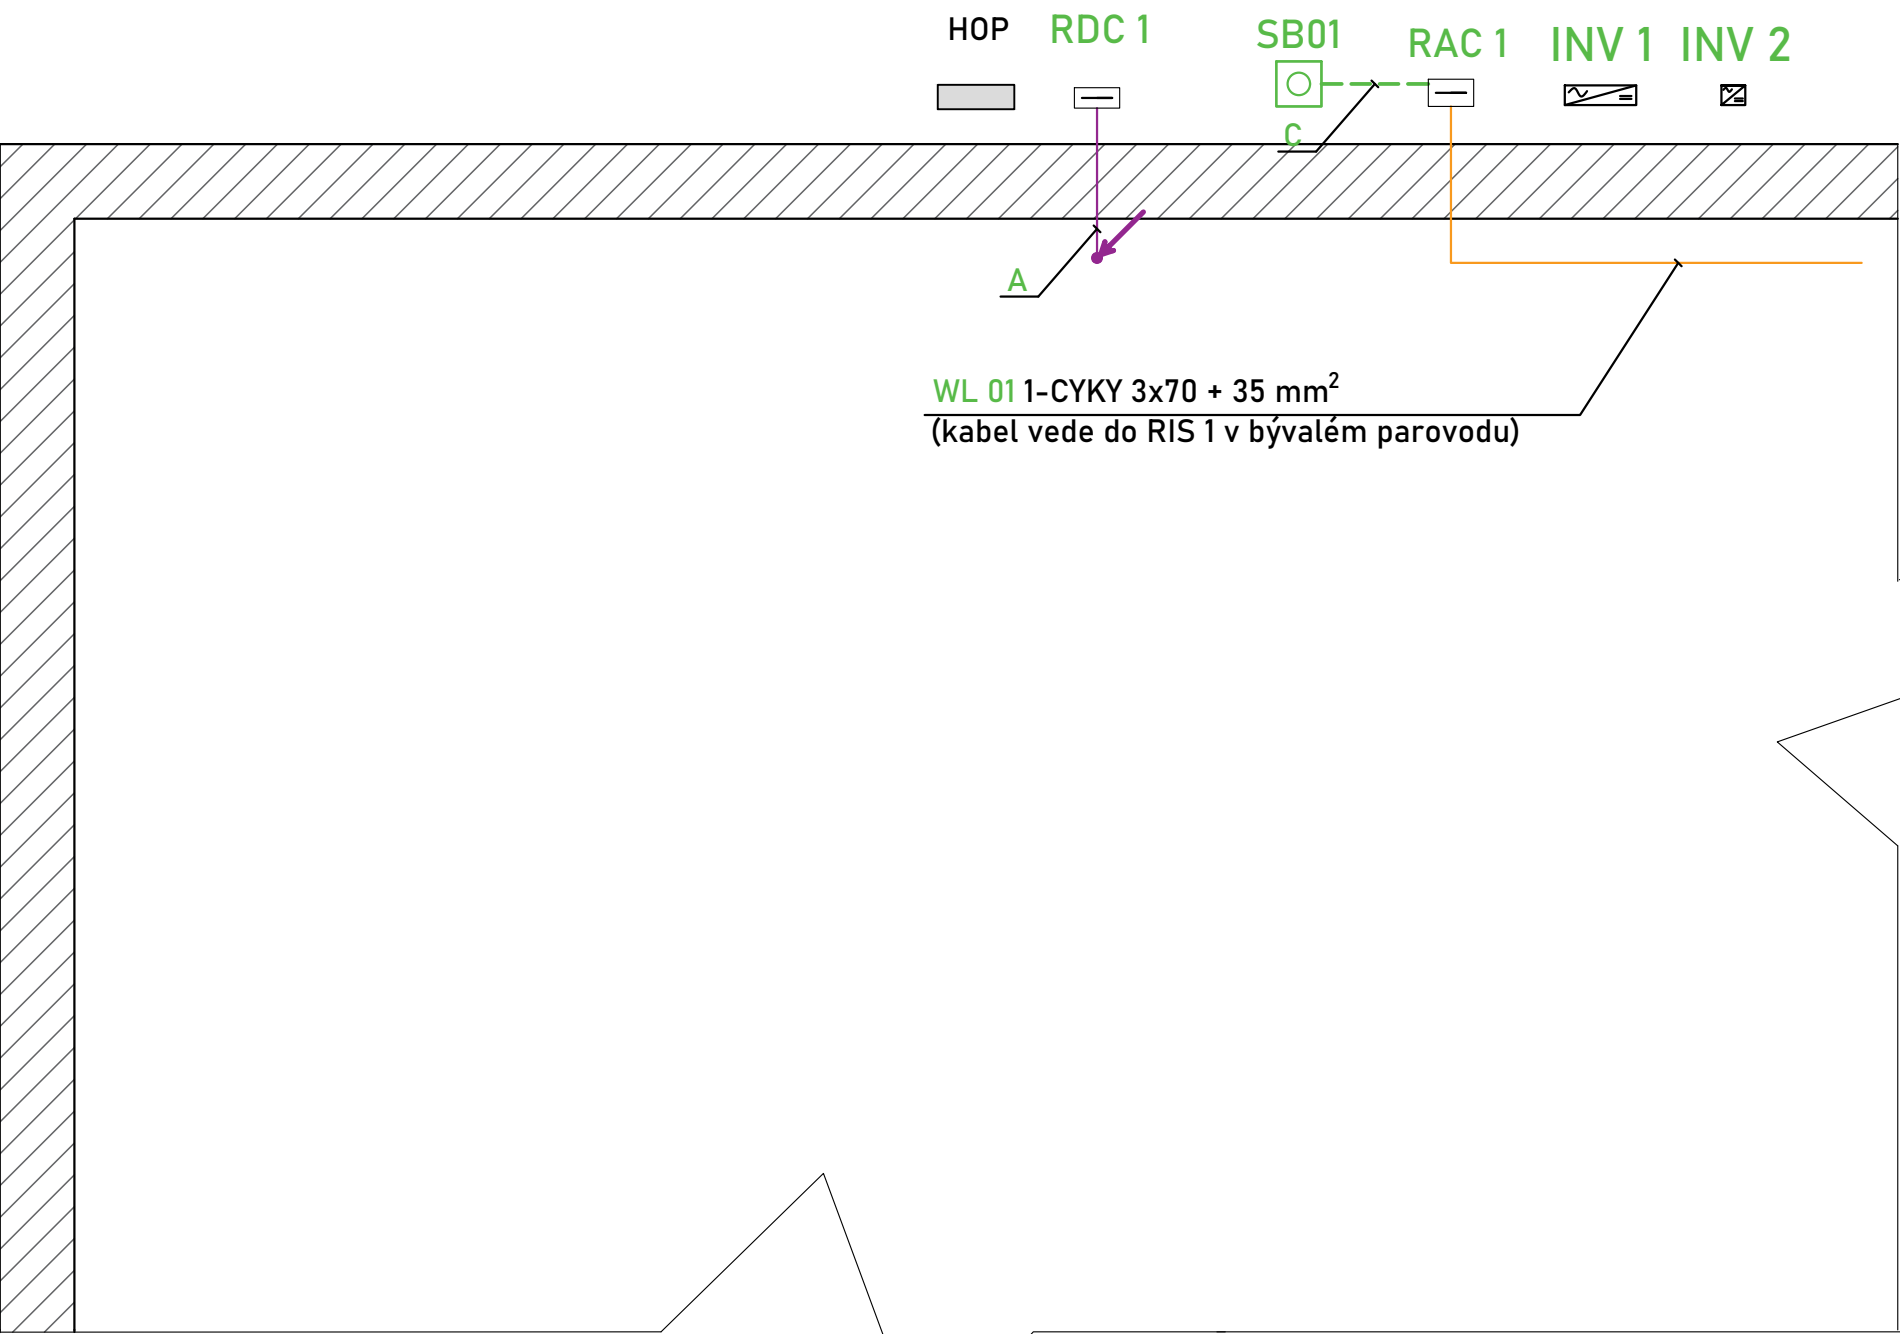 HOP
RDC 1
SB01
RAC 1
INV 1
INV 2
C
A
WL 01 1-CYKY 3x70 + 35 mm²
(kabel vede do RIS 1 v bývalém parovodu)